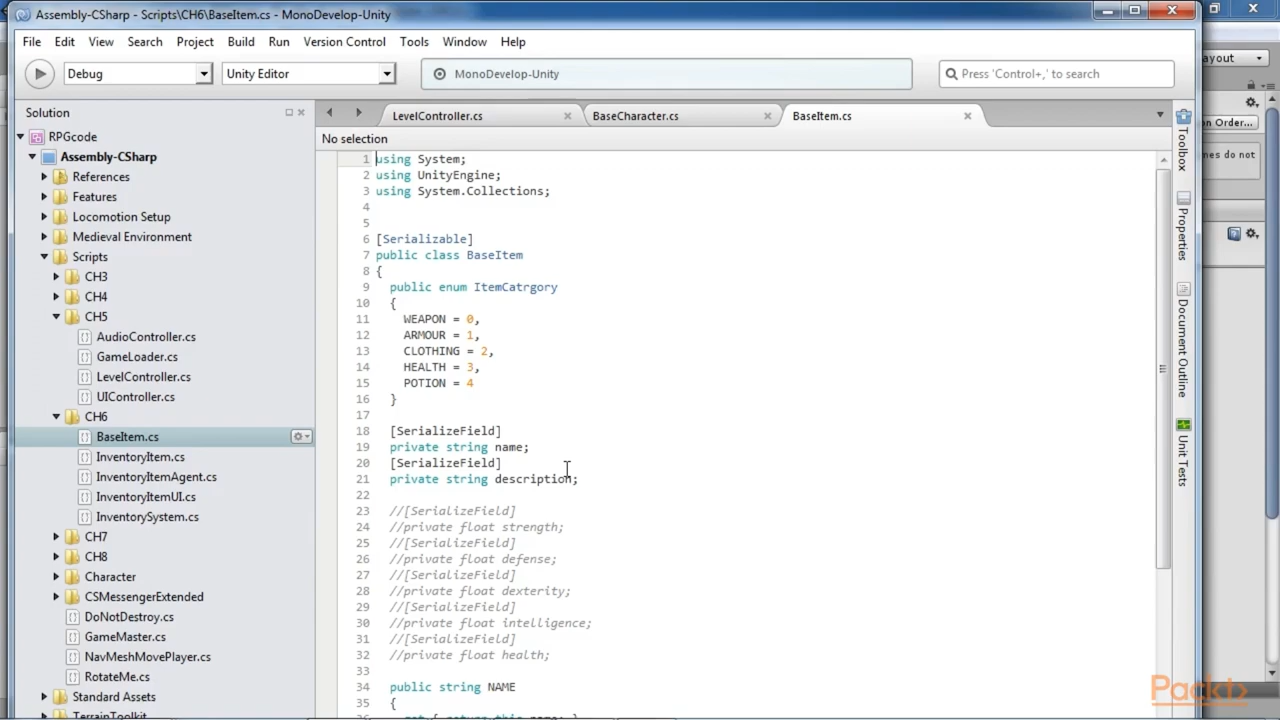 Assembly-CSharp - Scripts\CH6\BaseItem.cs - MonoDevelop-Unity
File Edit View Search Project Build Run Version Control Tools Window Help
Debug Unity Editor MonoDevelop-Unity Press 'Control+,' to search
Solution
RPGcode
Assembly-CSharp
References
Features
Locomotion Setup
Medieval Environment
Scripts
CH3
CH4
CH5
AudioController.cs
GameLoader.cs
LevelController.cs
UIController.cs
CH6
BaseItem.cs
InventoryItem.cs
InventoryItemAgent.cs
InventoryItemUI.cs
InventorySystem.cs
CH7
CH8
Character
CSMessengerExtended
DoNotDestroy.cs
GameMaster.cs
NavMeshMovePlayer.cs
RotateMe.cs
Standard Assets
TerrainToolkit
LevelController.cs BaseCharacter.cs BaseItem.cs
No selection
1 using System;
2 using UnityEngine;
3 using System.Collections;
4
5
6 [Serializable]
7 public class BaseItem
8 {
9 public enum ItemCatrgory
10 {
11 WEAPON = 0,
12 ARMOUR = 1,
13 CLOTHING = 2,
14 HEALTH = 3,
15 POTION = 4
16 }
17
18 [SerializeField]
19 private string name;
20 [SerializeField]
21 private string description;
22
23 //[SerializeField]
24 //private float strength;
25 //[SerializeField]
26 //private float defense;
27 //[SerializeField]
28 //private float dexterity;
29 //[SerializeField]
30 //private float intelligence;
31 //[SerializeField]
32 //private float health;
33
34 public string NAME
35 {
36 get { return this.name; }
Toolbox
Properties
Document Outline
Unit Tests
ayout
on Order...
nes do not
Packt>